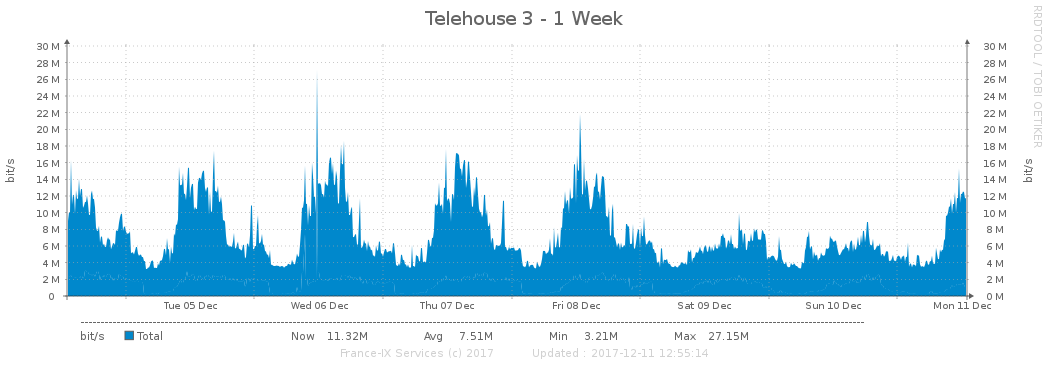 Telehouse 3 - 1 Week
RRDTOOL / TOBI OETIKER
bit/s
30 M 30 M
28 M 28 M
26 M 26 M
24 M 24 M
22 M 22 M
20 M 20 M
18 M 18 M
16 M 16 M
14 M 14 M
12 M 12 M
10 M 10 M
8 M 8 M
6 M 6 M
4 M 4 M
2 M 2 M
0 0 M
bit/s
Tue 05 Dec Wed 06 Dec Thu 07 Dec Fri 08 Dec Sat 09 Dec Sun 10 Dec Mon 11 Dec
bit/s Total Now 11.32M Avg 7.51M Min 3.21M Max 27.15M
France-IX Services (c) 2017 Updated : 2017-12-11 12:55:14